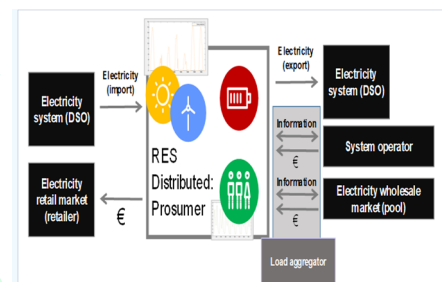 Electricity
(import)
Electricity
system (DSO)
Electricity
retail market
(retailer)
€
RES
Distributed:
Prosumer
Electricity
(export)
Electricity
system (DSO)
Information
€
System operator
Information
€
Electricity wholesale
market (pool)
Load aggregator